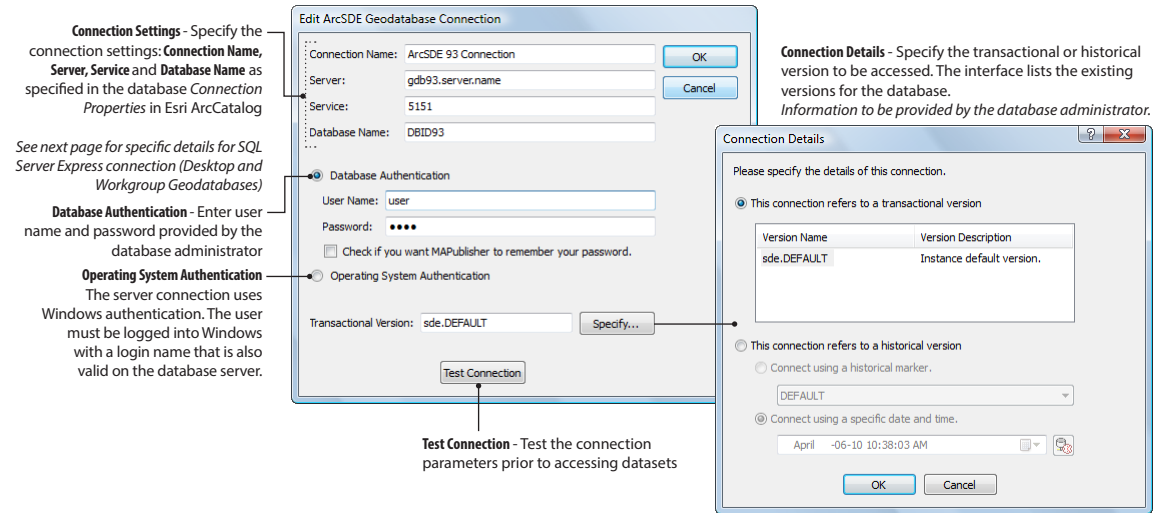 Connection Settings - Specify the
connection settings: Connection Name,
Server, Service and Database Name as
specified in the database Connection
Properties in Esri ArcCatalog
See next page for specific details for SQL
Server Express connection (Desktop and
Workgroup Geodatabases)
Database Authentication - Enter user
name and password provided by the
database administrator
Operating System Authentication
The server connection uses
Windows authentication. The user
must be logged into Windows
with a login name that is also
valid on the database server.
Edit ArcSDE Geodatabase Connection
Connection Name: ArcSDE 93 Connection
OK
Server: gdb93.server.name
Cancel
Service: 5151
Database Name: DBID93
Database Authentication
User Name: user
Password: ••••
Check if you want MAPublisher to remember your password.
Operating System Authentication
Transactional Version: sde.DEFAULT Specify...
Test Connection
Test Connection - Test the connection
parameters prior to accessing datasets
Connection Details - Specify the transactional or historical
version to be accessed. The interface lists the existing
versions for the database.
Information to be provided by the database administrator.
Connection Details
Please specify the details of this connection.
This connection refers to a transactional version
Version Name Version Description
sde.DEFAULT Instance default version.
This connection refers to a historical version
Connect using a historical marker.
DEFAULT
Connect using a specific date and time.
April -06-10 10:38:03 AM
OK Cancel